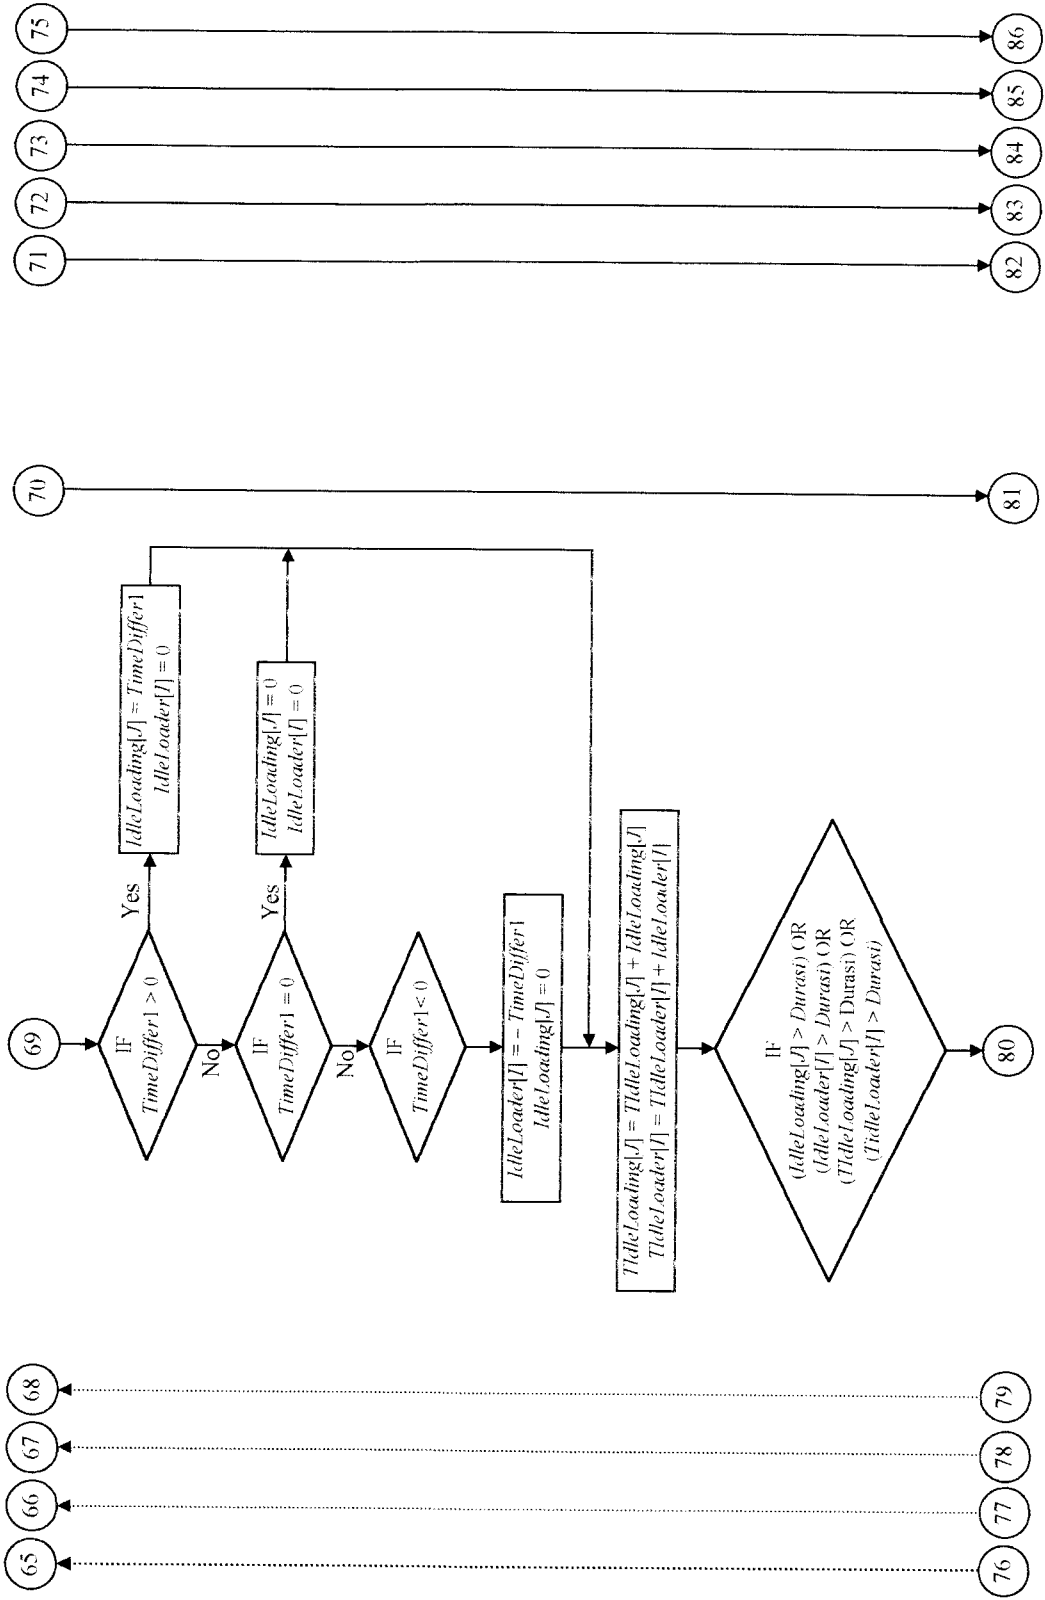 65
66
67
68
69
70
71
72
73
74
75
IF
TimeDiffer1 > 0
Yes
IdleLoading[J] = TimeDiffer1
IdleLoader[I] = 0
No
IF
TimeDiffer1 = 0
Yes
IdleLoading[J] = 0
IdleLoader[I] = 0
No
IF
TimeDiffer1 < 0
IdleLoader[I] = - TimeDiffer1
IdleLoading[J] = 0
TIdleLoading[J] = TIdleLoading[J] + IdleLoading[J]
TIdleLoader[I] = TIdleLoader[I] + IdleLoader[I]
IF
(IdleLoading[J] > Durasi) OR
(IdleLoader[I] > Durasi) OR
(TIdleLoading[J] > Durasi) OR
(TidleLoader[I] > Durasi)
76
77
78
79
80
81
82
83
84
85
86